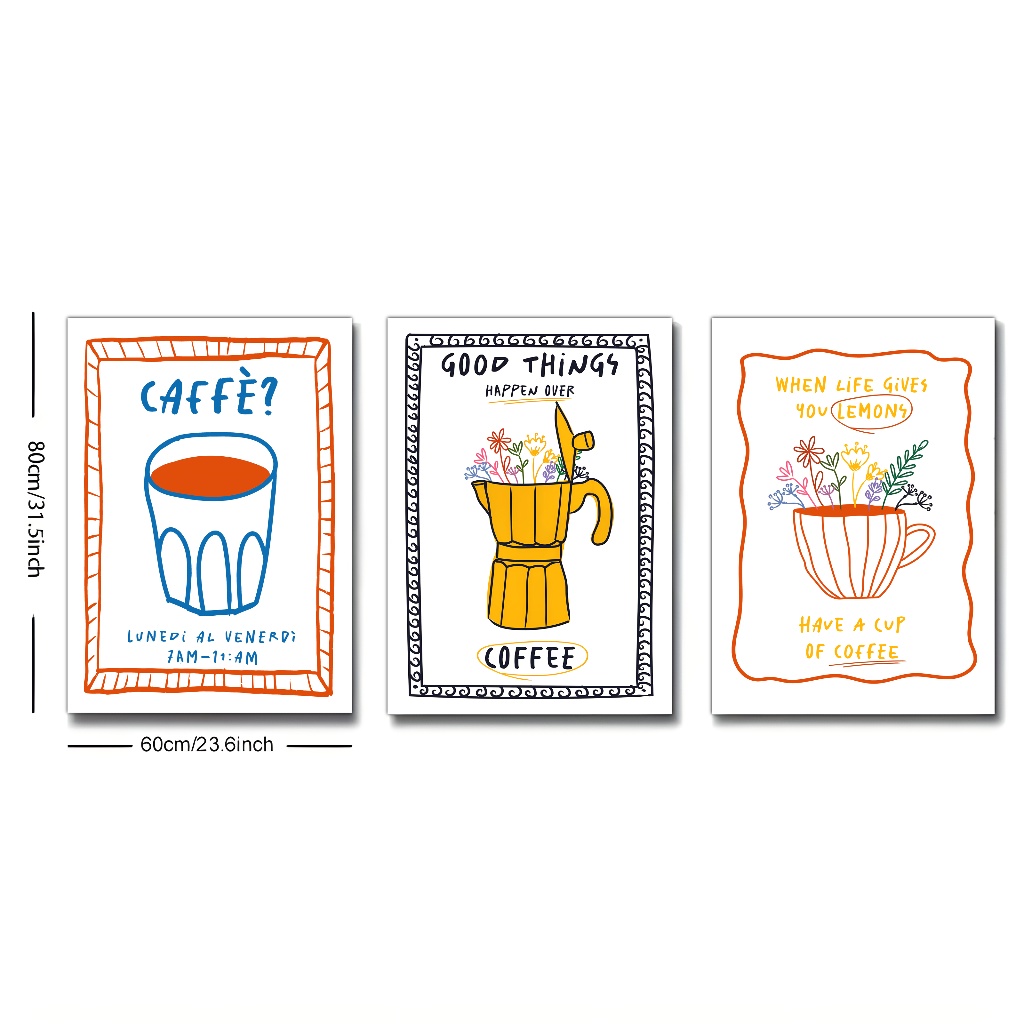 80cm/31.5inch
CAFFÈ?
LUNEDì AL VENERDì
7AM-11:AM
60cm/23.6inch
GOOD THiNGS
HAPPEN OVER
COFFEE
WHEN LiFE GiVES
YOU LEMONS
HAVE A CUP
OF COFFEE